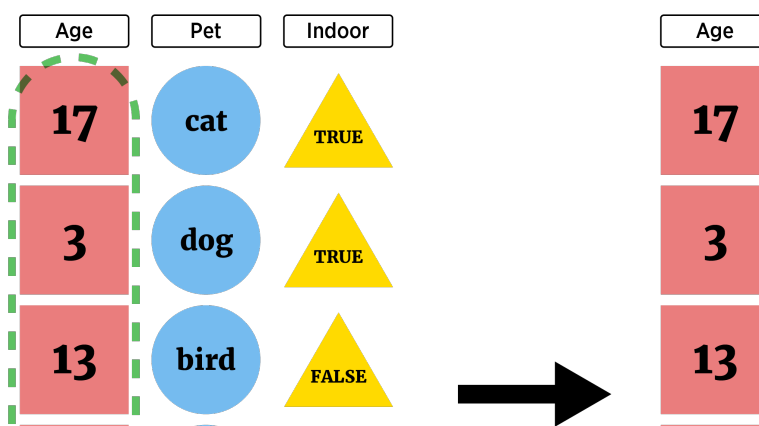 Age Pet Indoor Age
17 cat TRUE 17
3 dog TRUE 3
13 bird FALSE 13